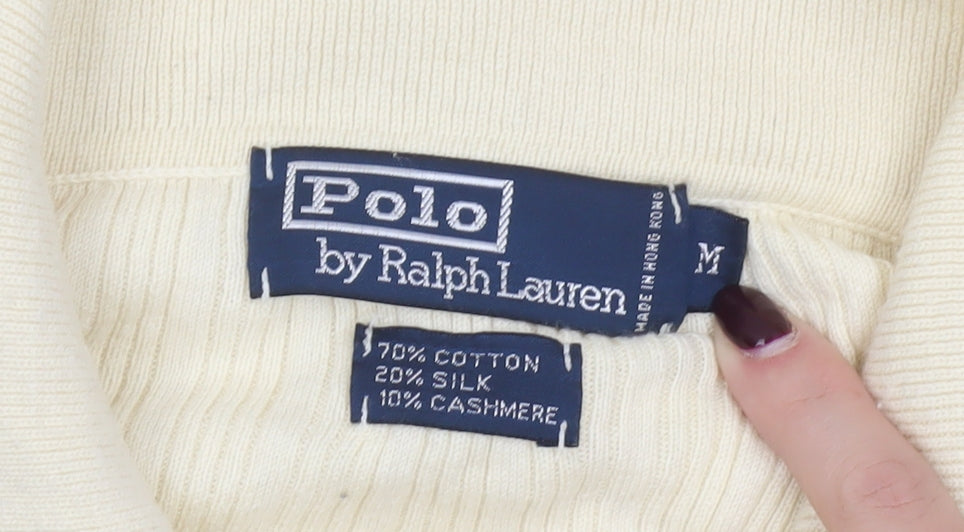 Polo
by Ralph Lauren
MADE IN HONG KONG
M
70% COTTON
20% SILK
10% CASHMERE